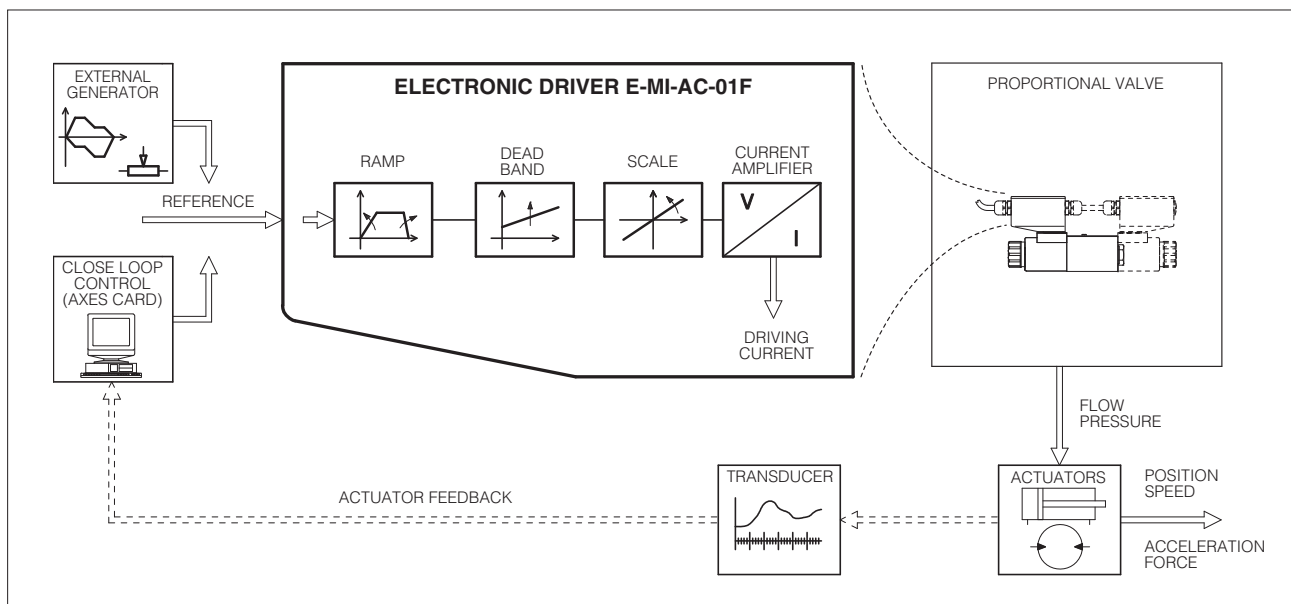 EXTERNAL
GENERATOR
REFERENCE
CLOSE LOOP
CONTROL
(AXES CARD)
ELECTRONIC DRIVER E-MI-AC-01F
RAMP
DEAD
BAND
SCALE
CURRENT
AMPLIFIER
V
I
DRIVING
CURRENT
PROPORTIONAL VALVE
FLOW
PRESSURE
ACTUATORS
POSITION
SPEED
ACCELERATION
FORCE
TRANSDUCER
ACTUATOR FEEDBACK